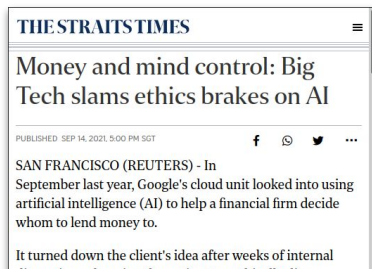 THE STRAITS TIMES
Money and mind control: Big
Tech slams ethics brakes on AI
PUBLISHED SEP 14, 2021, 5:00 PM SGT
SAN FRANCISCO (REUTERS) - In
September last year, Google's cloud unit looked into using
artificial intelligence (AI) to help a financial firm decide
whom to lend money to.
It turned down the client's idea after weeks of internal